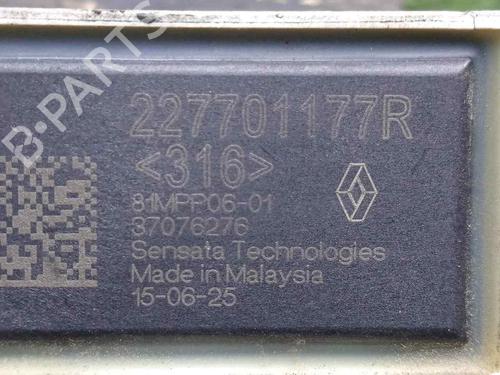 B-PARTS
227701177R
<316>
81MPP06-01
37076276
Sensata Technologies
Made in Malaysia
15-06-25